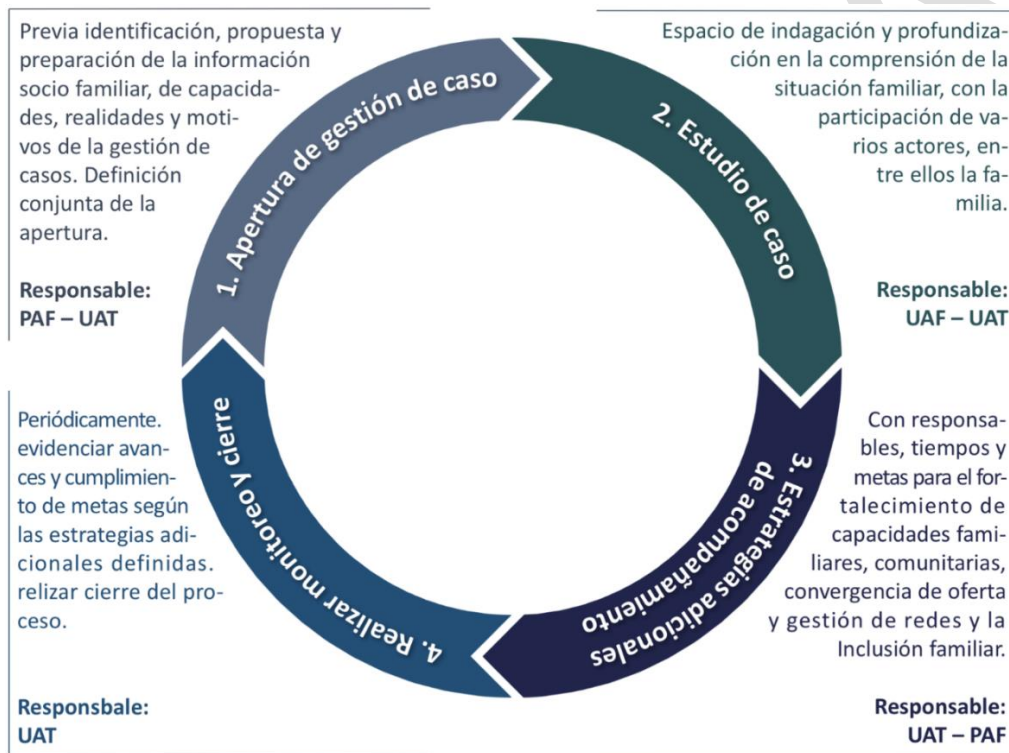 Previa identificación, propuesta y
preparación de la información
socio familiar, de capacida-
des, realidades y moti-
vos de la gestión de
casos. Definición
conjunta de la
apertura.
Responsable:
PAF – UAT
1. Apertura de gestión de caso
Espacio de indagación y profundiza-
ción en la comprensión de la
situación familiar, con la
participación de va-
rios actores, en-
tre ellos la fa-
milia.
Responsable:
UAF – UAT
2. Estudio de caso
Con responsa-
bles, tiempos y
metas para el for-
talecimiento de
capacidades fami-
liares, comunitarias,
convergencia de oferta
y gestión de redes y la
Inclusión familiar.
Responsable:
UAT – PAF
3. Estrategias adicionales
de acompañamiento
Periódicamente.
evidenciar avan-
ces y cumplimien-
to de metas según
las estrategias adi-
cionales definidas.
relizar cierre del pro-
ceso.
Responsbale:
UAT
4. Realizar monitoreo y cierre